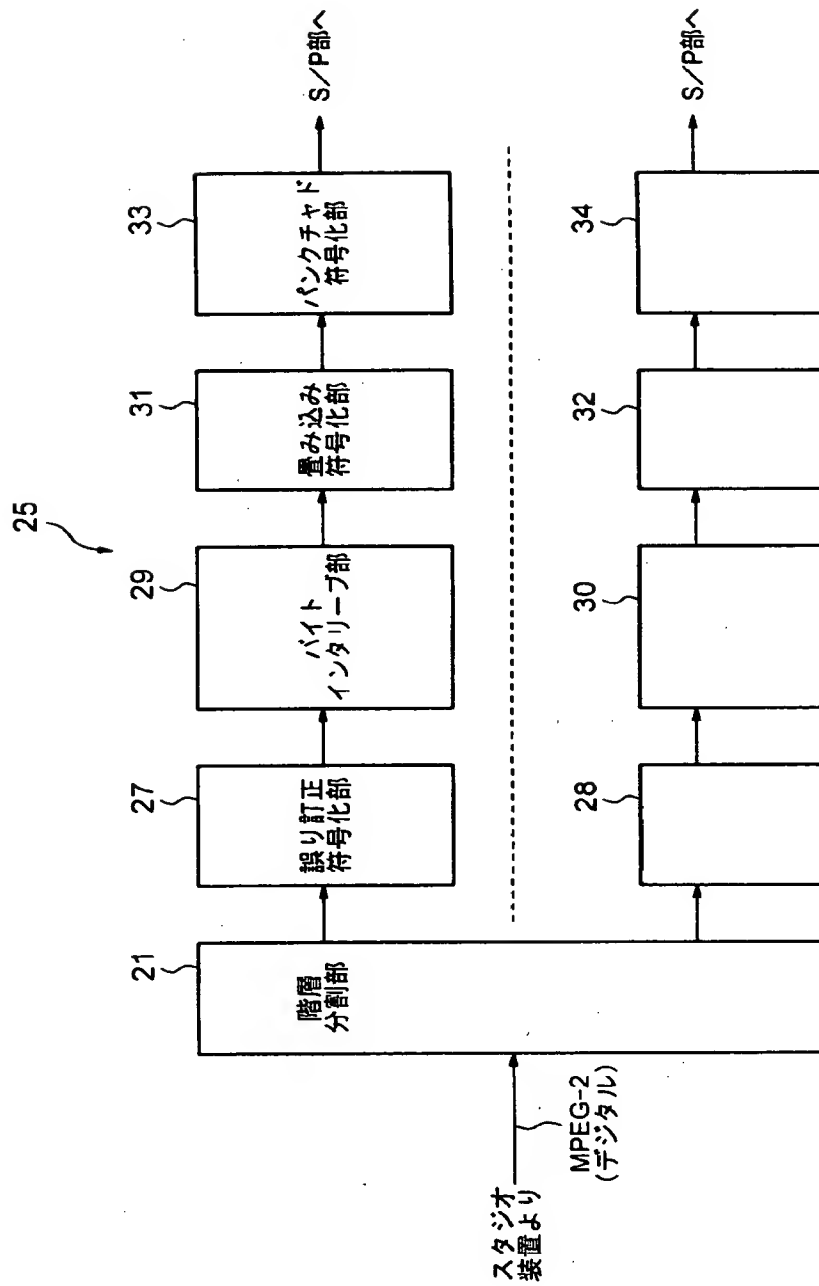 25
21
階層
分割部
27
誤り訂正
符号化部
29
バイト
インタリーブ部
31
畳み込み
符号化部
33
パンクチャド
符号化部
S/P部へ
スタジオ
装置より
MPEG-2
(デジタル)
28
30
32
34
S/P部へ